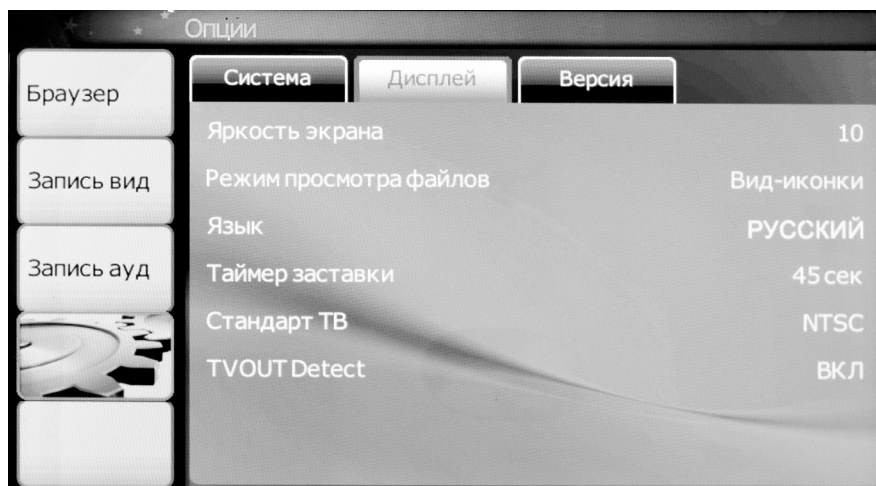 Опции
Система Дисплей Версия
Браузер
Запись вид
Запись ауд
Яркость экрана 10
Режим просмотра файлов Вид-иконки
Язык РУССКИЙ
Таймер заставки 45 сек
Стандарт ТВ NTSC
TVOUT Detect ВКЛ